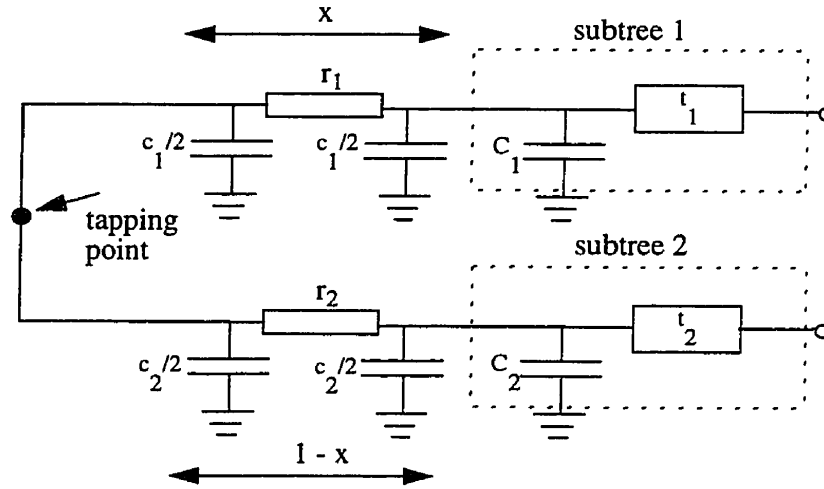 x
subtree 1
r₁
t₁
c₁/2
c₁/2
C₁
tapping
point
subtree 2
r₂
t₂
c₂/2
c₂/2
C₂
1 - x